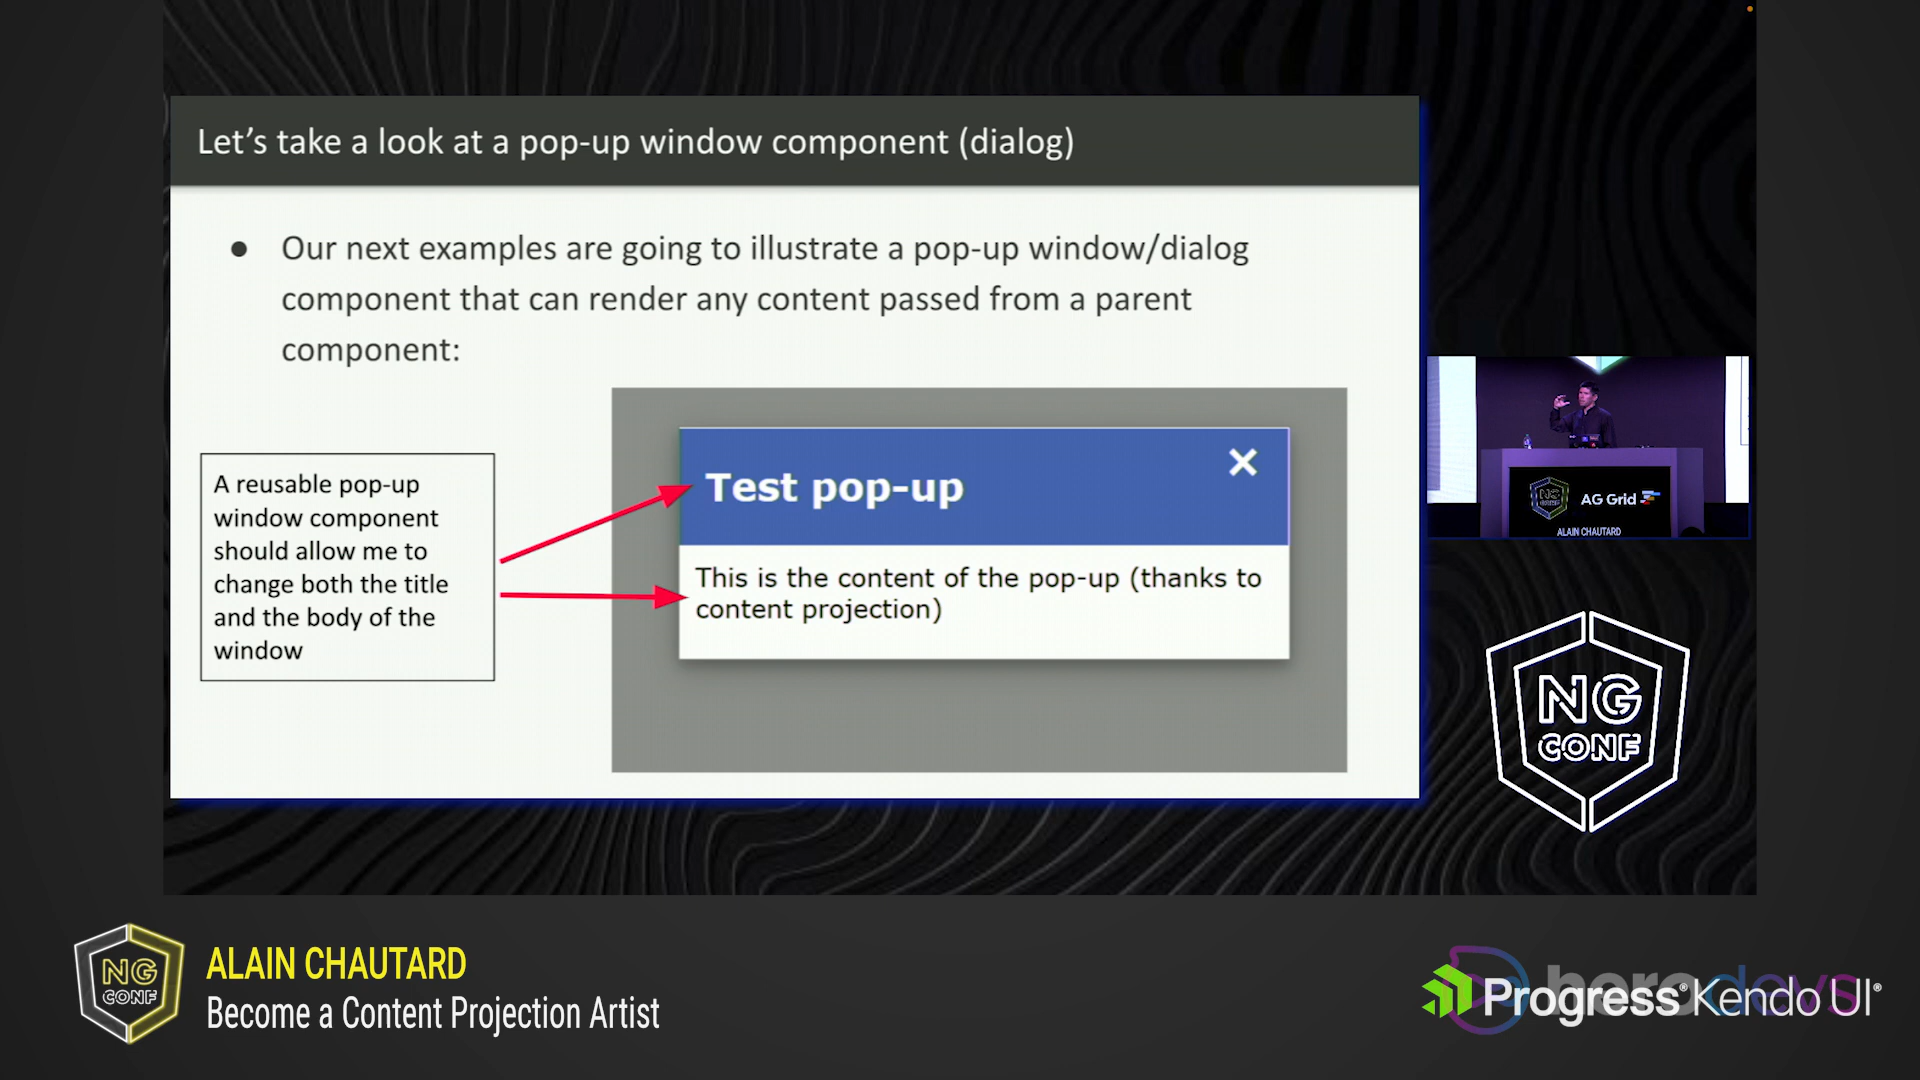 Let's take a look at a pop-up window component (dialog)
● Our next examples are going to illustrate a pop-up window/dialog
component that can render any content passed from a parent
component:
A reusable pop-up
window component
should allow me to
change both the title
and the body of the
window
Test pop-up
This is the content of the pop-up (thanks to
content projection)
NG
CONF
AG Grid
ALAIN CHAUTARD
NG
CONF
NG
CONF
ALAIN CHAUTARD
Become a Content Projection Artist
herodevs
Progress® Kendo UI®